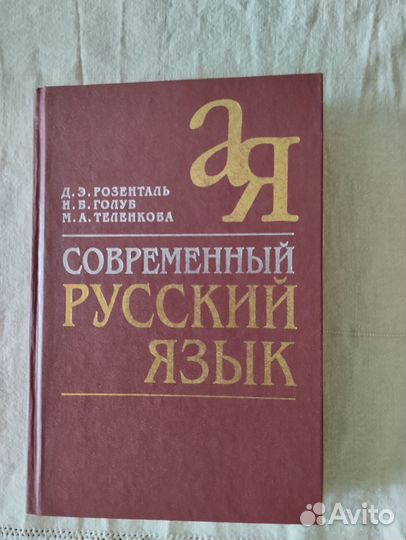 аЯ
Д.Э.РОЗЕНТАЛЬ
И.Б.ГОЛУБ
М.А.ТЕЛЕНКОВА
СОВРЕМЕННЫЙ
РУССКИЙ
ЯЗЫК
Avito